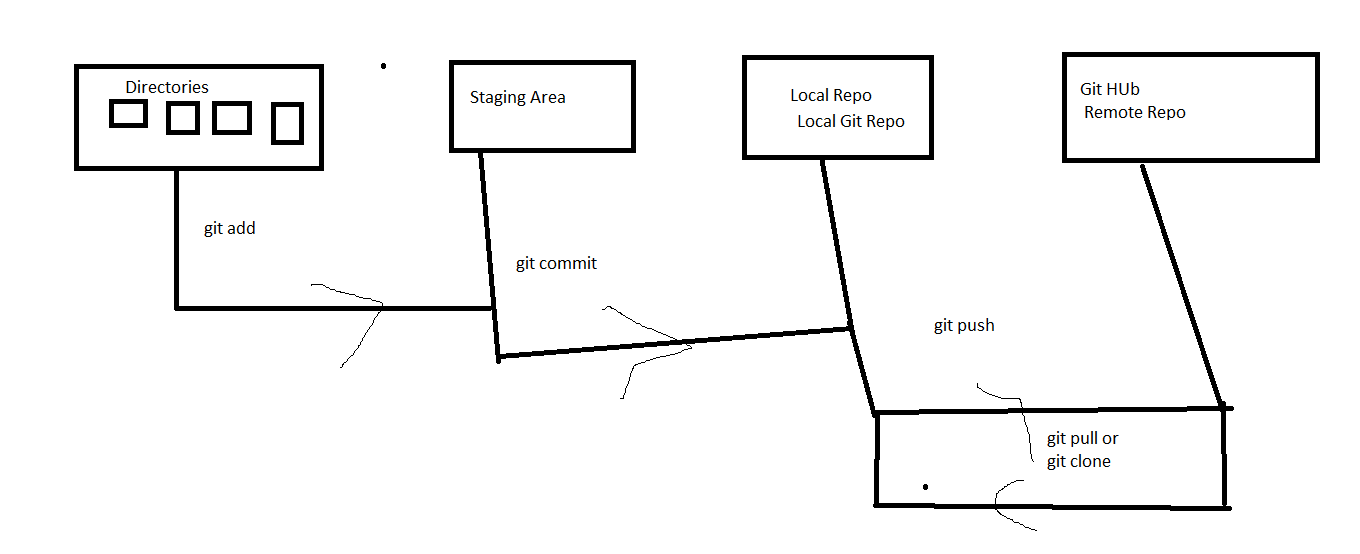 Directories
Staging Area
Local Repo
Local Git Repo
Git HUb
Remote Repo
git add
git commit
git push
git pull or
git clone